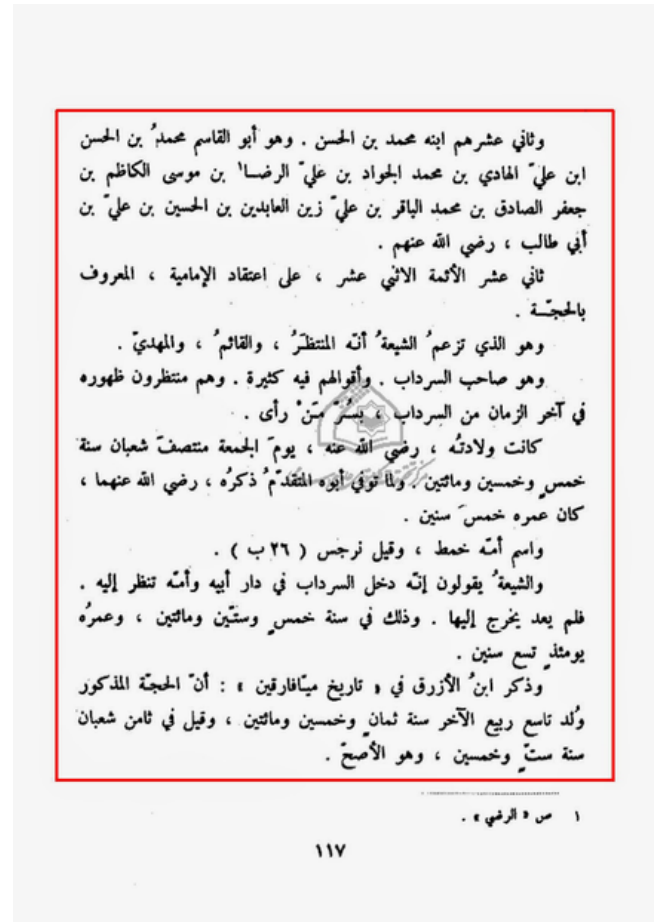 وثاني عشرهم ابنه محمد بن الحسن . وهو أبو القاسم محمدُ بن الحسن
ابن عليّ الهادي بن محمد الجواد بن عليّ الرضا١ بن موسى الكاظم بن
جعفر الصادق بن محمد الباقر بن عليّ زين العابدين بن الحسين بن عليّ بن
أبي طالب ، رضي الله عنهم .
ثاني عشر الأئمة الاثني عشر ، على اعتقاد الإمامية ، المعروف
بالحجّة .
وهو الذي تزعمُ الشيعةُ أنّه المنتظَرُ ، والقائمُ ، والمهديّ .
وهو صاحب السرداب . وأقوالهم فيه كثيرة . وهم منتظرون ظهوره
في آخر الزمان من السرداب ، بسُرّ مَنْ رأى .
كانت ولادتُه ، رضي الله عنه ، يومَ الجمعة منتصفَ شعبان سنة
خمسٍ وخمسين ومائتين . ولمّا توفي أبوه المتقدّمُ ذكرُه ، رضي الله عنهما ،
كان عمره خمسَ سنين .
واسم أمّه خمط ، وقيل نرجس ( ٢٦ ب ) .
والشيعةُ يقولون إنّه دخل السرداب في دار أبيه وأمّه تنظر إليه .
فلم يعد يخرج إليها . وذلك في سنة خمسٍ وستّين ومائتين ، وعمرُه
يومئذٍ تسع سنين .
وذكر ابنُ الأزرق في « تاريخ ميّافارقين » : أنّ الحجّة المذكور
وُلد تاسع ربيع الآخر سنة ثمانٍ وخمسين ومائتين ، وقيل في ثامن شعبان
سنة ستٍّ وخمسين ، وهو الأصحّ .
١ ص « الرضي » .
١١٧